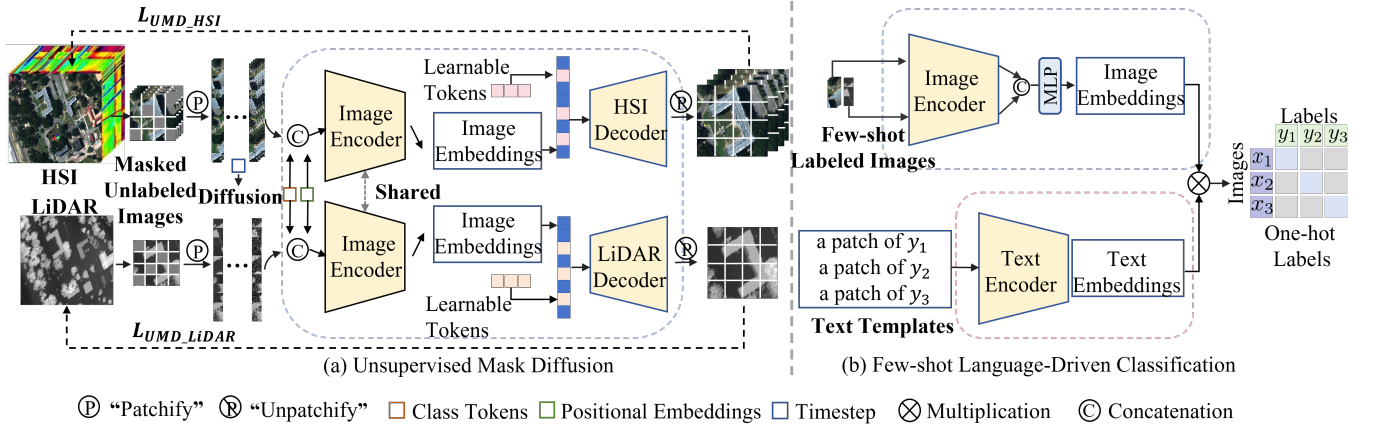 L_UMD_HSI
HSI
LiDAR
Masked
Unlabeled
Images
Ⓟ
Ⓟ
Diffusion
Ⓒ
Ⓒ
Image
Encoder
Shared
Image
Encoder
Learnable
Tokens
Image
Embeddings
Image
Embeddings
Learnable
Tokens
HSI
Decoder
LiDAR
Decoder
R
R
L_UMD_LiDAR
(a) Unsupervised Mask Diffusion
Few-shot
Labeled Images
Image
Encoder
Ⓒ
MLP
Image
Embeddings
a patch of y₁
a patch of y₂
a patch of y₃
Text Templates
Text
Encoder
Text
Embeddings
Labels
y₁ y₂ y₃
Images
x₁
x₂
x₃
One-hot
Labels
(b) Few-shot Language-Driven Classification
Ⓟ “Patchify” R “Unpatchify” Class Tokens Positional Embeddings Timestep ⊗ Multiplication Ⓒ Concatenation